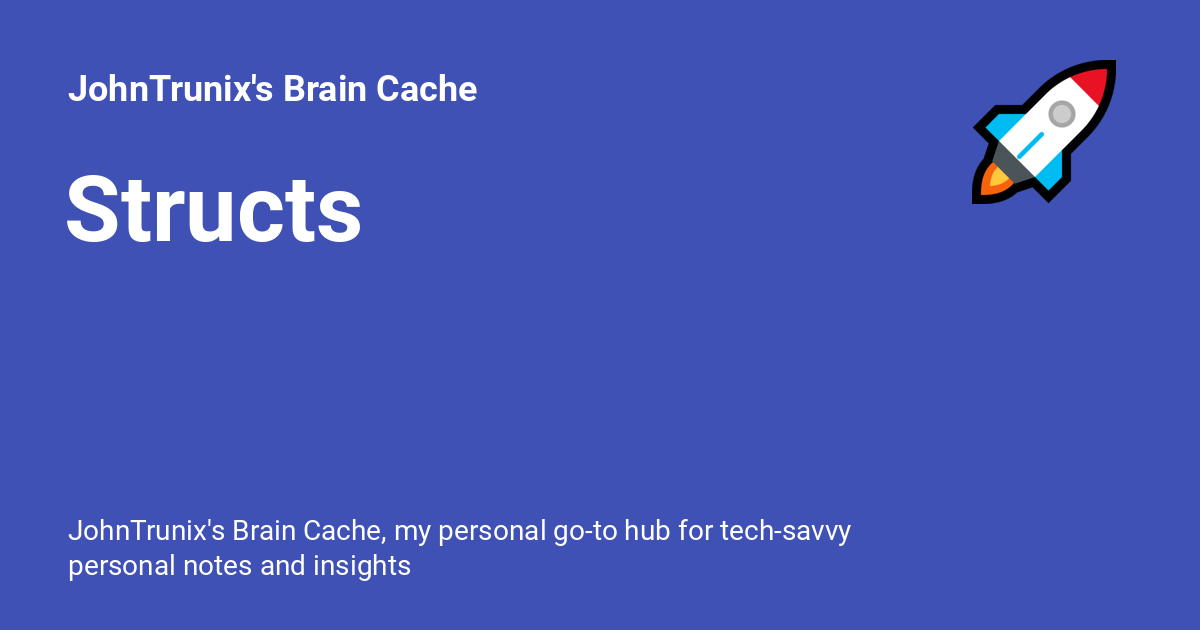 JohnTrunix's Brain Cache
Structs
JohnTrunix's Brain Cache, my personal go-to hub for tech-savvy
personal notes and insights